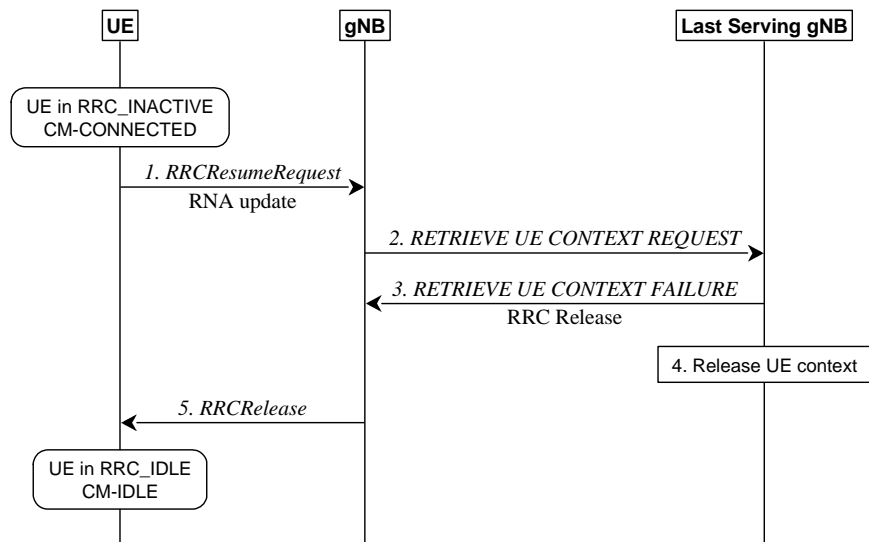 UE
gNB
Last Serving gNB
UE in RRC_INACTIVE
CM-CONNECTED
1. RRCResumeRequest
RNA update
2. RETRIEVE UE CONTEXT REQUEST
3. RETRIEVE UE CONTEXT FAILURE
RRC Release
4. Release UE context
5. RRCRelease
UE in RRC_IDLE
CM-IDLE